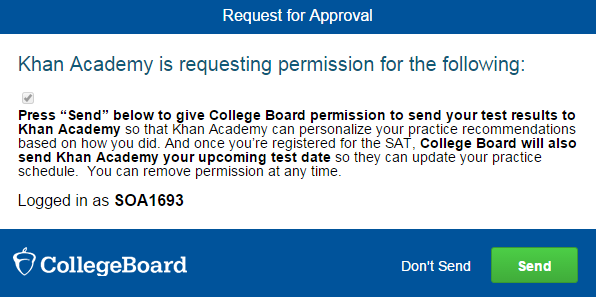 Request for Approval
Khan Academy is requesting permission for the following:
Press “Send” below to give College Board permission to send your test results to
Khan Academy so that Khan Academy can personalize your practice recommendations
based on how you did. And once you’re registered for the SAT, College Board will also
send Khan Academy your upcoming test date so they can update your practice
schedule.  You can remove permission at any time.
Logged in as SOA1693
CollegeBoard
Don't Send
Send